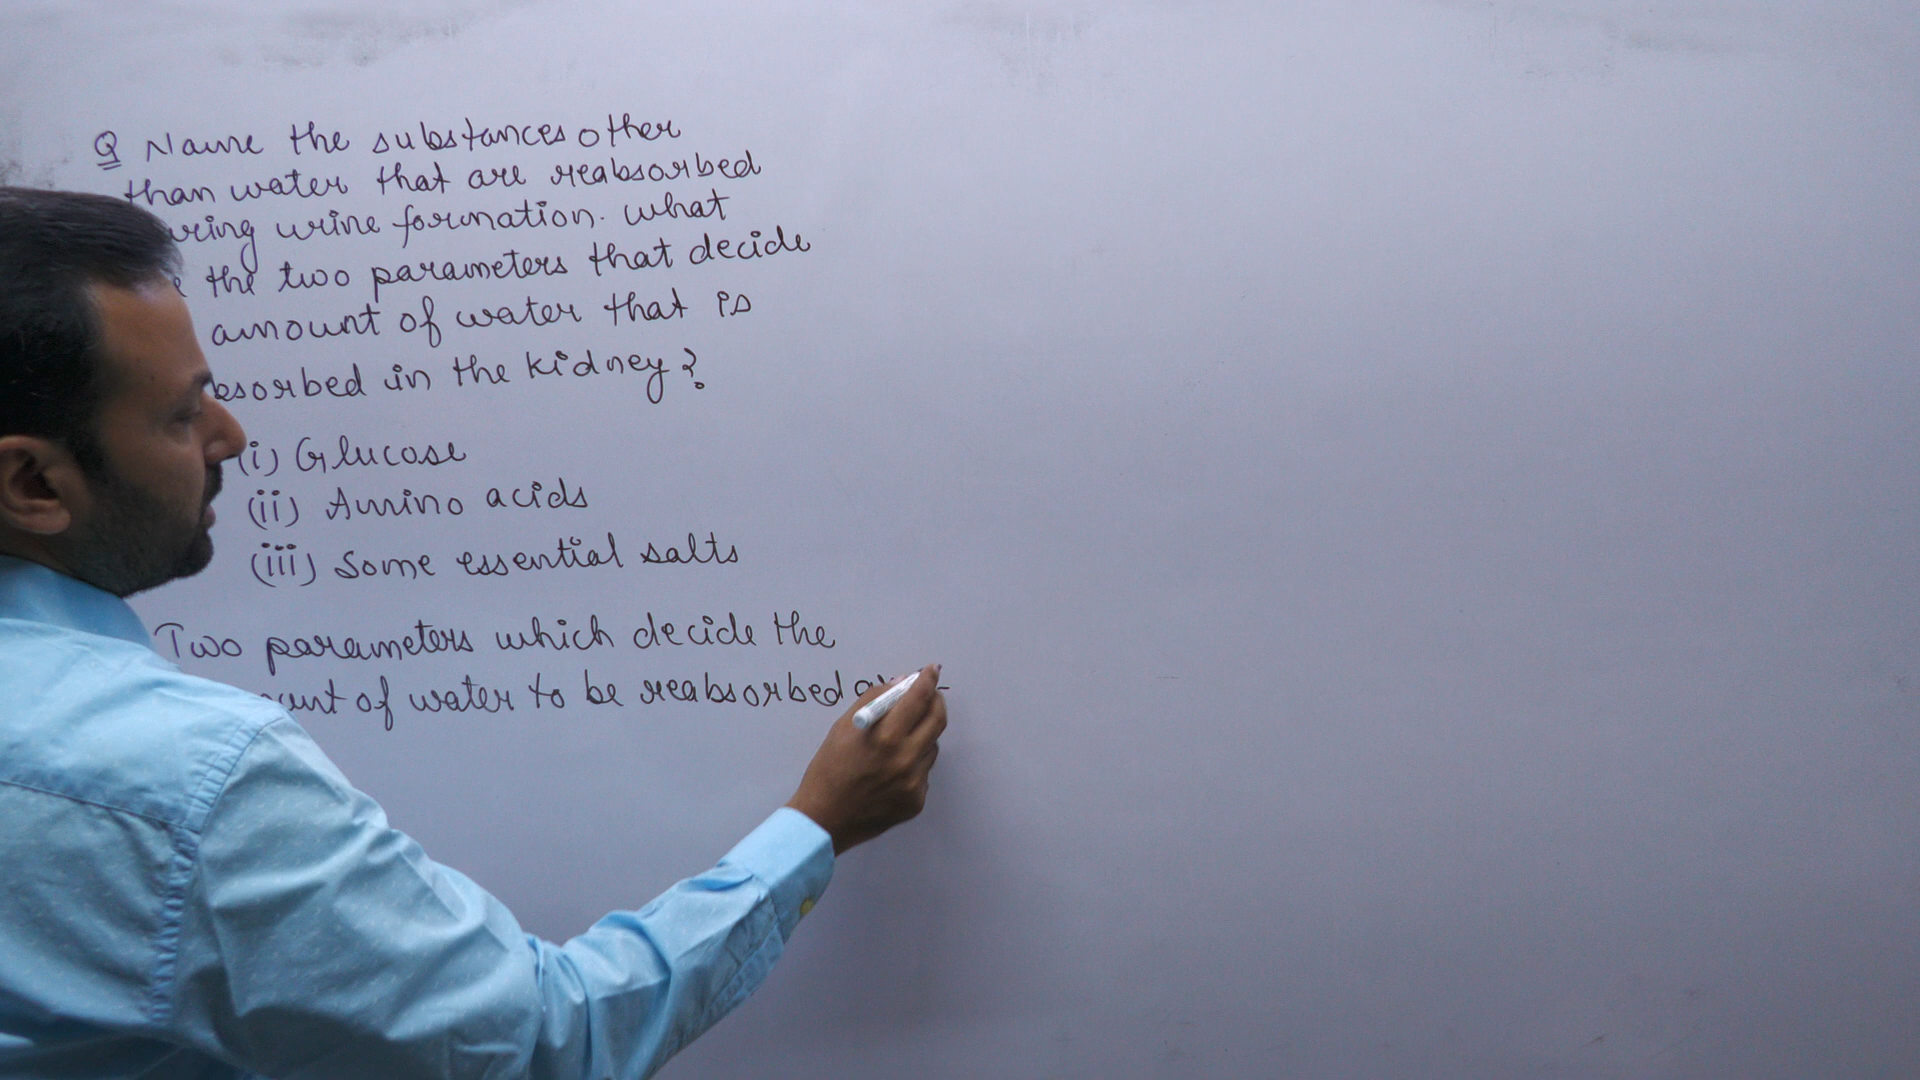 Q Name the substances other
than water that are reabsorbed
uring urine formation. What
e the two parameters that decide
amount of water that is
bsorbed in the kidney?
(i) Glucose
(ii) Amino acids
(iii) Some essential salts
Two parameters which decide the
unt of water to be reabsorbed